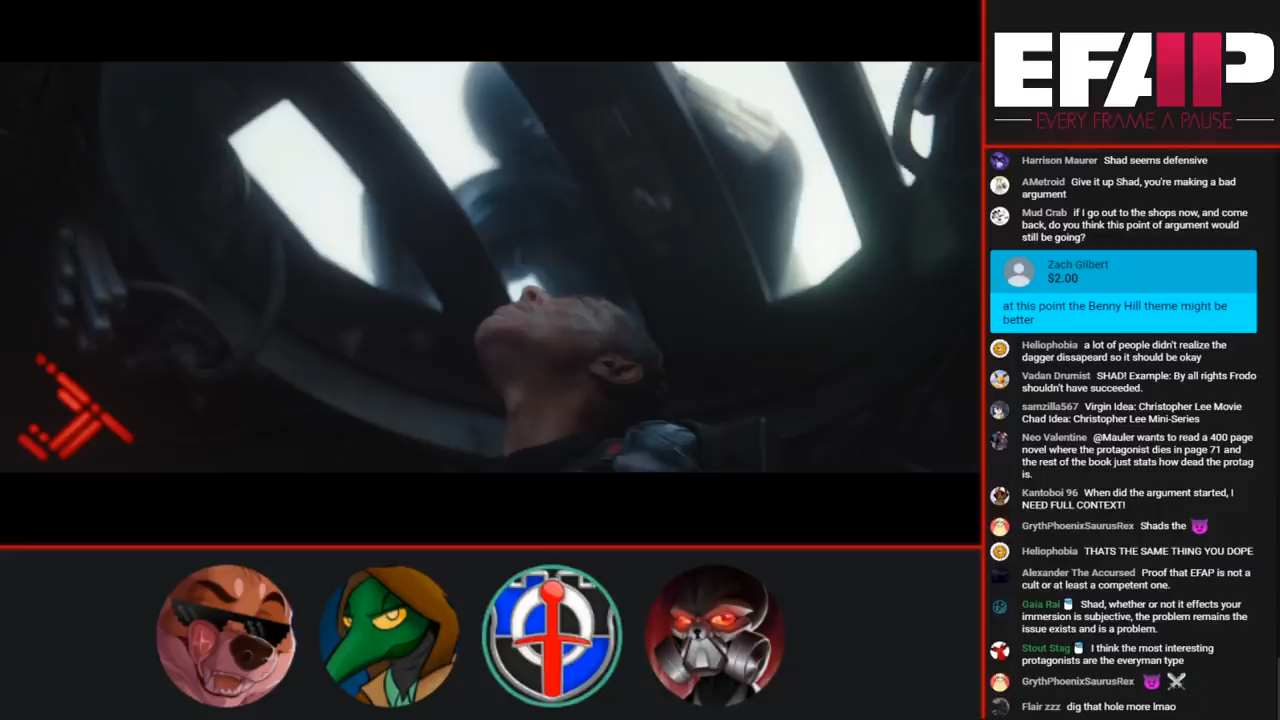 EFAP
EVERY FRAME A PAUSE
Harrison Maurer Shad seems defensive
AMetroid Give it up Shad, you're making a bad
argument
Mud Crab if I go out to the shops now, and come
back, do you think this point of argument would
still be going?
Zach Gilbert
$2.00
at this point the Benny Hill theme might be
better
Heliophobia a lot of people didn't realize the
dagger dissapeard so it should be okay
Vadan Drumist SHAD! Example: By all rights Frodo
shouldn't have succeeded.
samzilla567 Virgin Idea: Christopher Lee Movie
Chad Idea: Christopher Lee Mini-Series
Neo Valentine @Mauler wants to read a 400 page
novel where the protagonist dies in page 71 and
the rest of the book just stats how dead the protag
is.
Kantoboi 96 When did the argument started, I
NEED FULL CONTEXT!
GrythPhoenixSaurusRex Shads the 😈
Heliophobia THATS THE SAME THING YOU DOPE
Alexander The Accursed Proof that EFAP is not a
cult or at least a competent one.
Gaia Rai 🥛 Shad, whether or not it effects your
immersion is subjective, the problem remains the
issue exists and is a problem.
Stout Stag 🥛 I think the most interesting
protagonists are the everyman type
GrythPhoenixSaurusRex 😈 ⚔
Flair zzz dig that hole more lmao